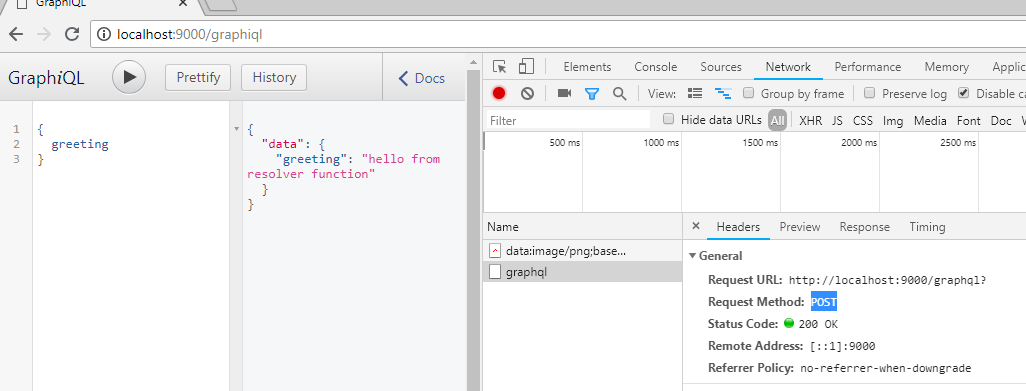 GraphiQL
localhost:9000/graphiql
GraphiQL
Prettify
History
Docs
1 {
2 greeting
3 }
{
"data": {
"greeting": "hello from
resolver function"
}
}
Elements Console Sources Network Performance Memory Applic
View: Group by frame Preserve log Disable ca
Filter Hide data URLs All XHR JS CSS Img Media Font Doc W
500 ms 1000 ms 1500 ms 2000 ms 2500 ms
Name
data:image/png;base...
graphql
× Headers Preview Response Timing
General
Request URL: http://localhost:9000/graphql?
Request Method: POST
Status Code: 200 OK
Remote Address: [::1]:9000
Referrer Policy: no-referrer-when-downgrade